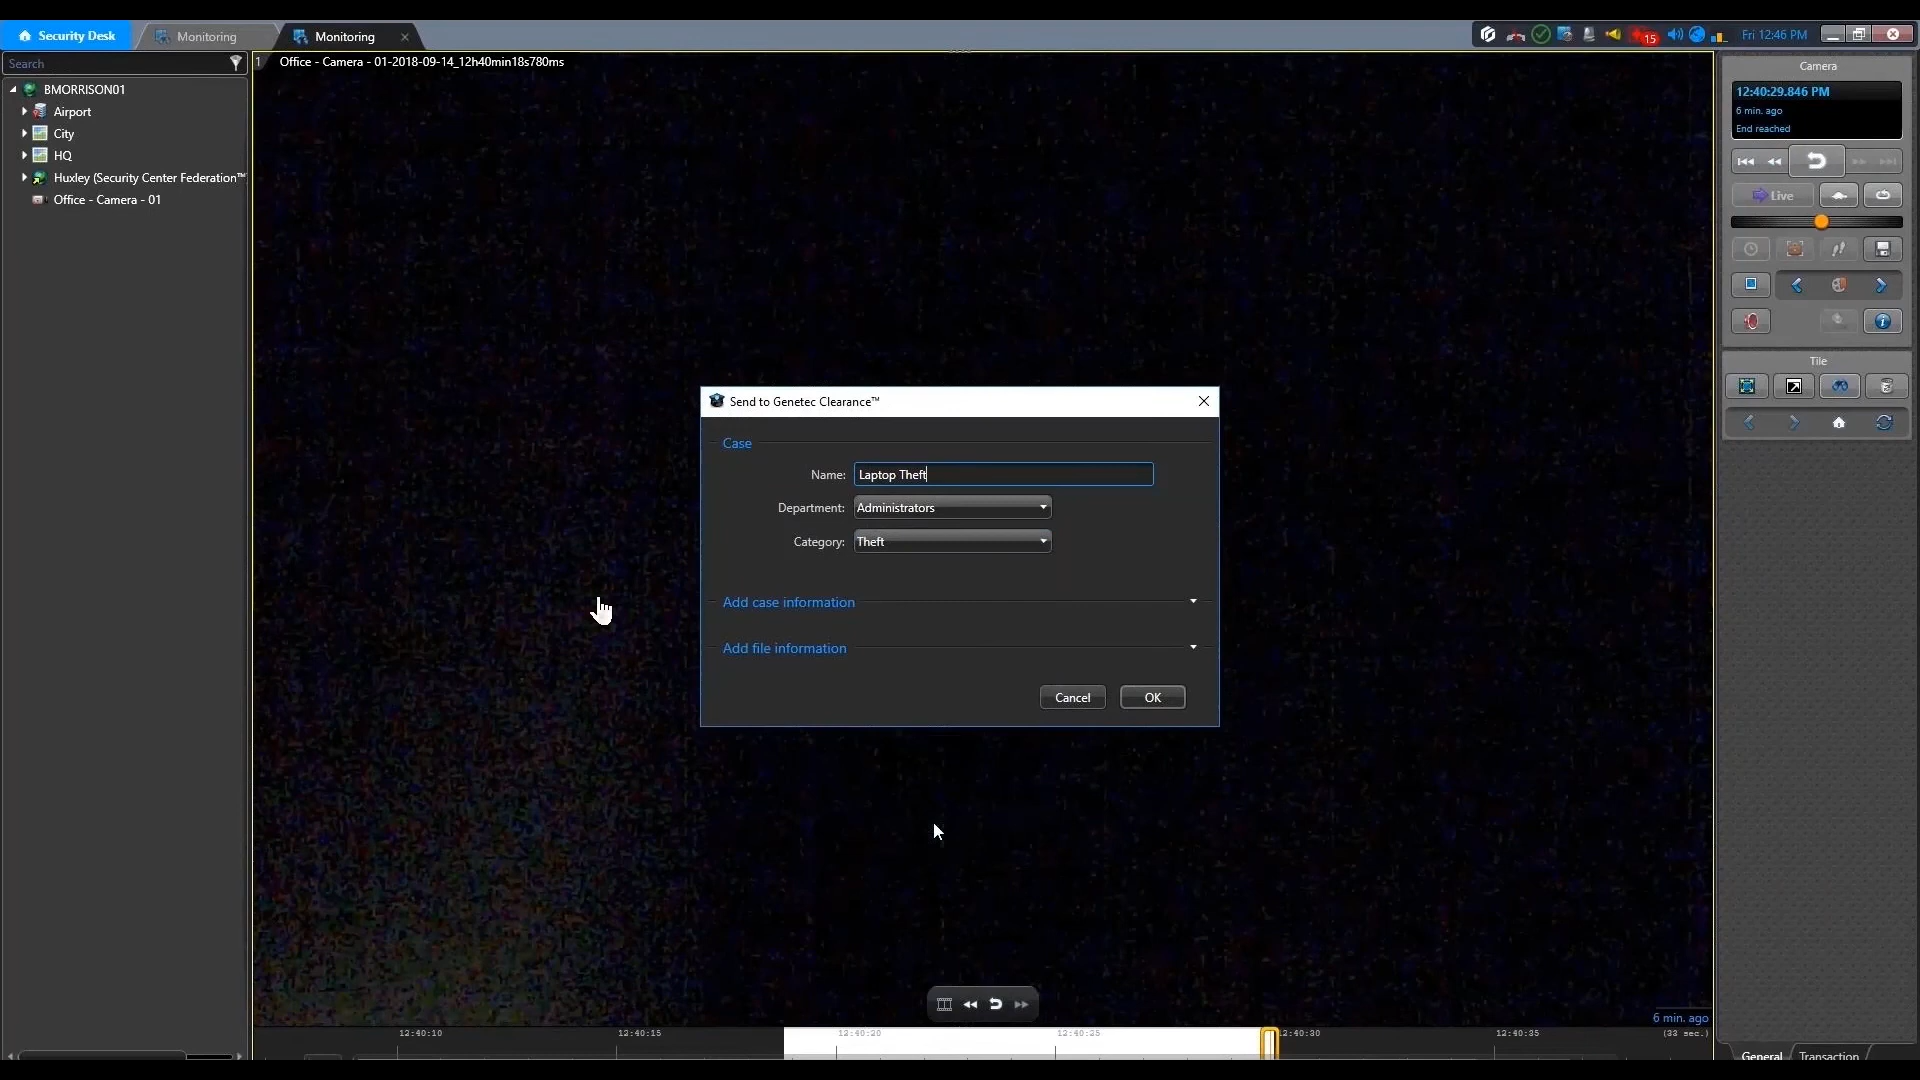 Security Desk
Monitoring
Monitoring
15
Fri 12:46 PM
Search
1
Office - Camera - 01-2018-09-14_12h40min18s780ms
BMORRISON01
Airport
City
HQ
Huxley (Security Center Federation™
Office - Camera - 01
Camera
12:40:29.846 PM
6 min. ago
End reached
Live
Tile
Send to Genetec Clearance™
Case
Name: Laptop Theft
Department: Administrators
Category: Theft
Add case information
Add file information
Cancel
OK
6 min. ago
12:40:10
12:40:15
12:40:20
12:40:25
12:40:30
12:40:35
(33 sec.)
General
Transaction